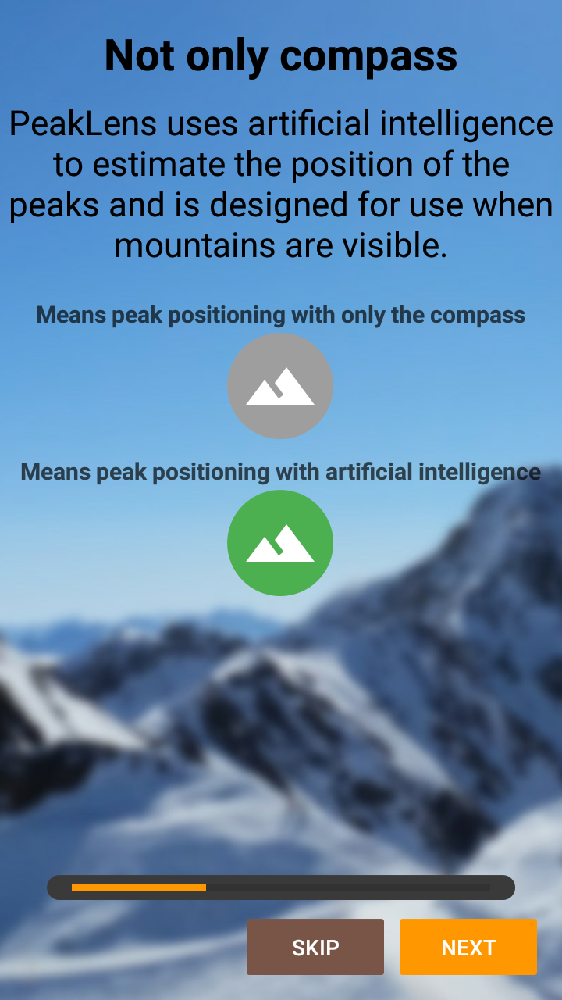 Not only compass
PeakLens uses artificial intelligence
to estimate the position of the
peaks and is designed for use when
mountains are visible.
Means peak positioning with only the compass
Means peak positioning with artificial intelligence
SKIP
NEXT